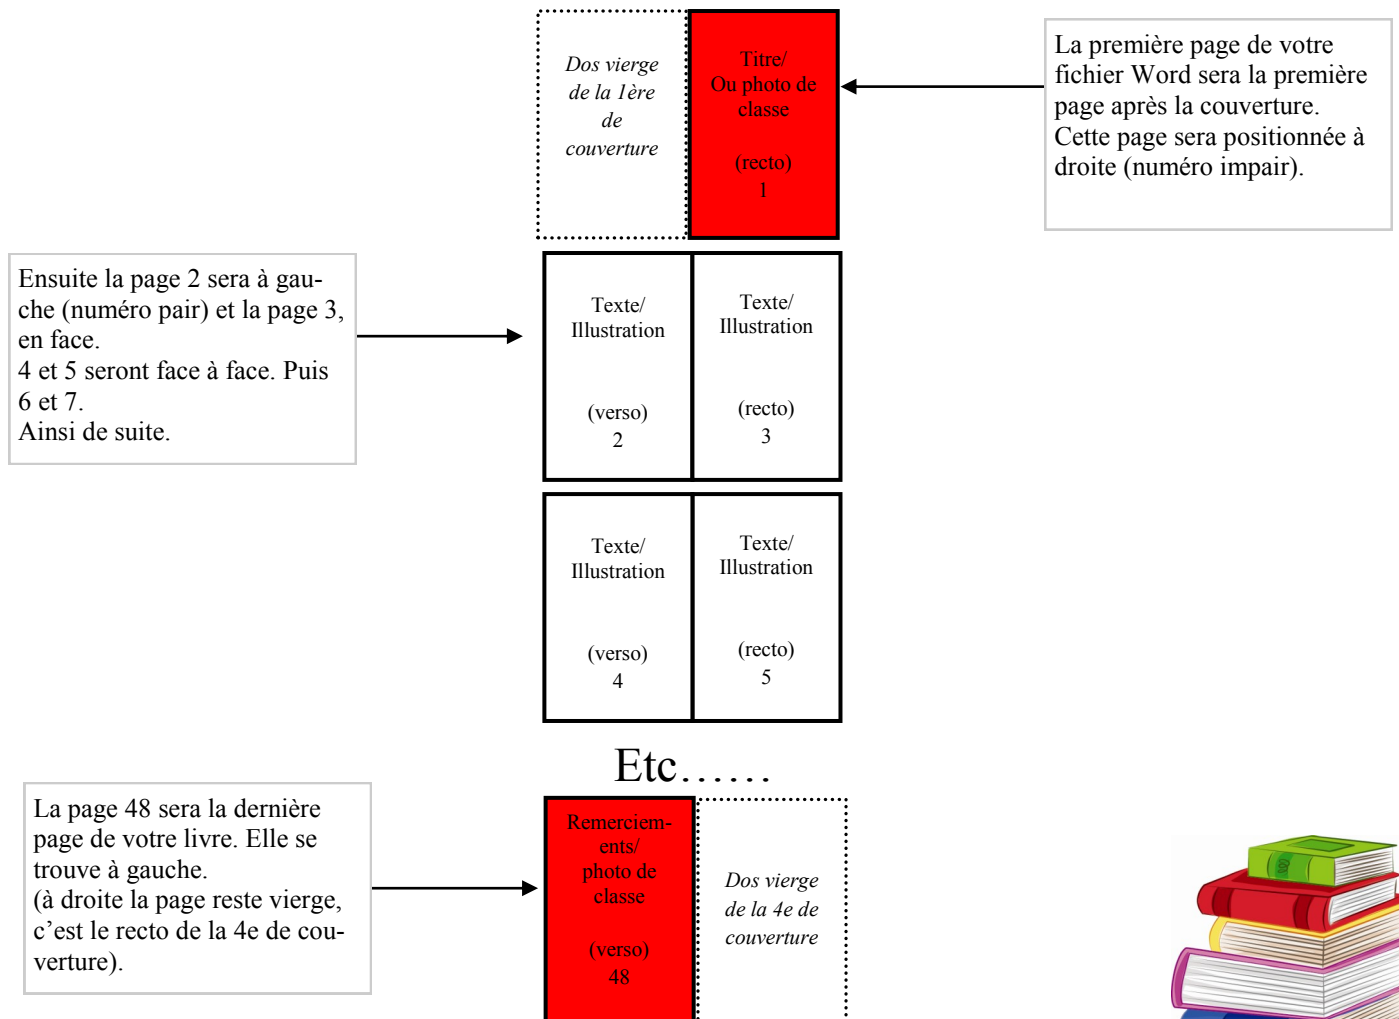 Dos vierge
de la 1ère
de
couverture
Titre/
Ou photo de
classe
(recto)
1
La première page de votre
fichier Word sera la première
page après la couverture.
Cette page sera positionnée à
droite (numéro impair).
Ensuite la page 2 sera à gau-
che (numéro pair) et la page 3,
en face.
4 et 5 seront face à face. Puis
6 et 7.
Ainsi de suite.
Texte/
Illustration
(verso)
2
Texte/
Illustration
(recto)
3
Texte/
Illustration
(verso)
4
Texte/
Illustration
(recto)
5
Etc......
La page 48 sera la dernière
page de votre livre. Elle se
trouve à gauche.
(à droite la page reste vierge,
c’est le recto de la 4e de cou-
verture).
Remerciem-
ents/
photo de
classe
(verso)
48
Dos vierge
de la 4e de
couverture